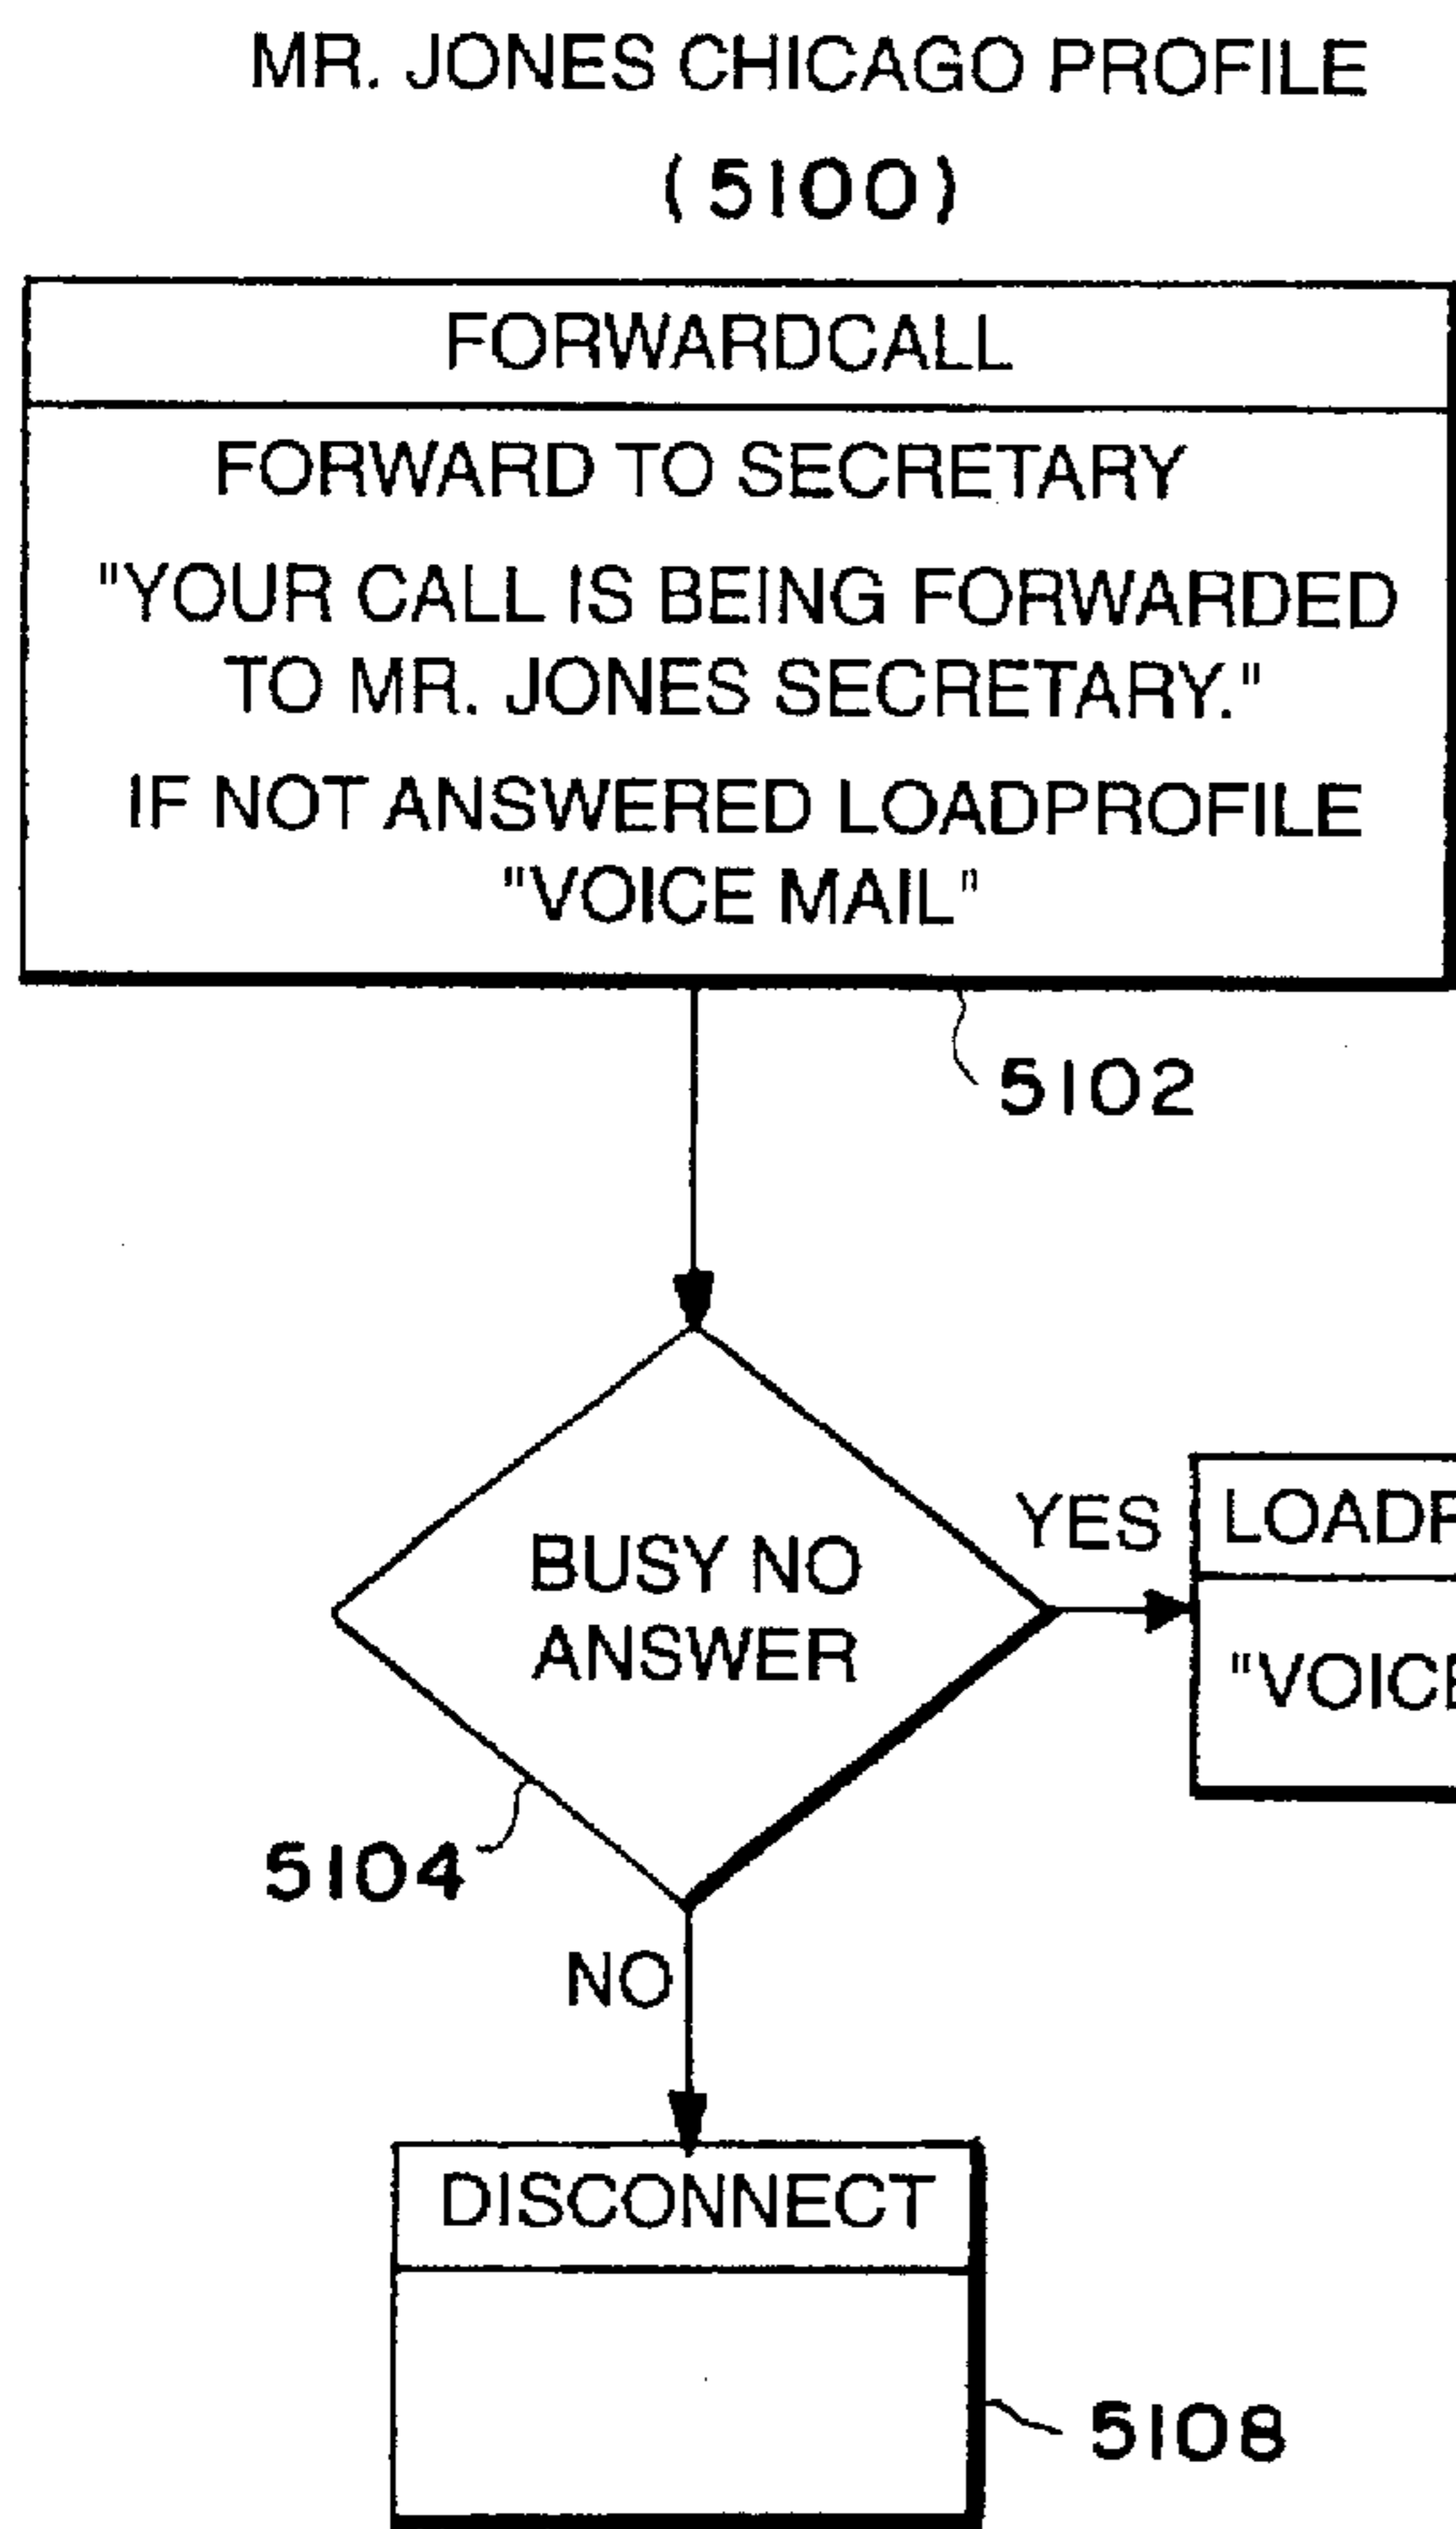 MR. JONES CHICAGO PROFILE
(5100)
FORWARDCALL
FORWARD TO SECRETARY
"YOUR CALL IS BEING FORWARDED
TO MR. JONES SECRETARY."
IF NOT ANSWERED LOADPROFILE
"VOICE MAIL"
5102
BUSY NO
ANSWER
YES
5104
NO
DISCONNECT
5108